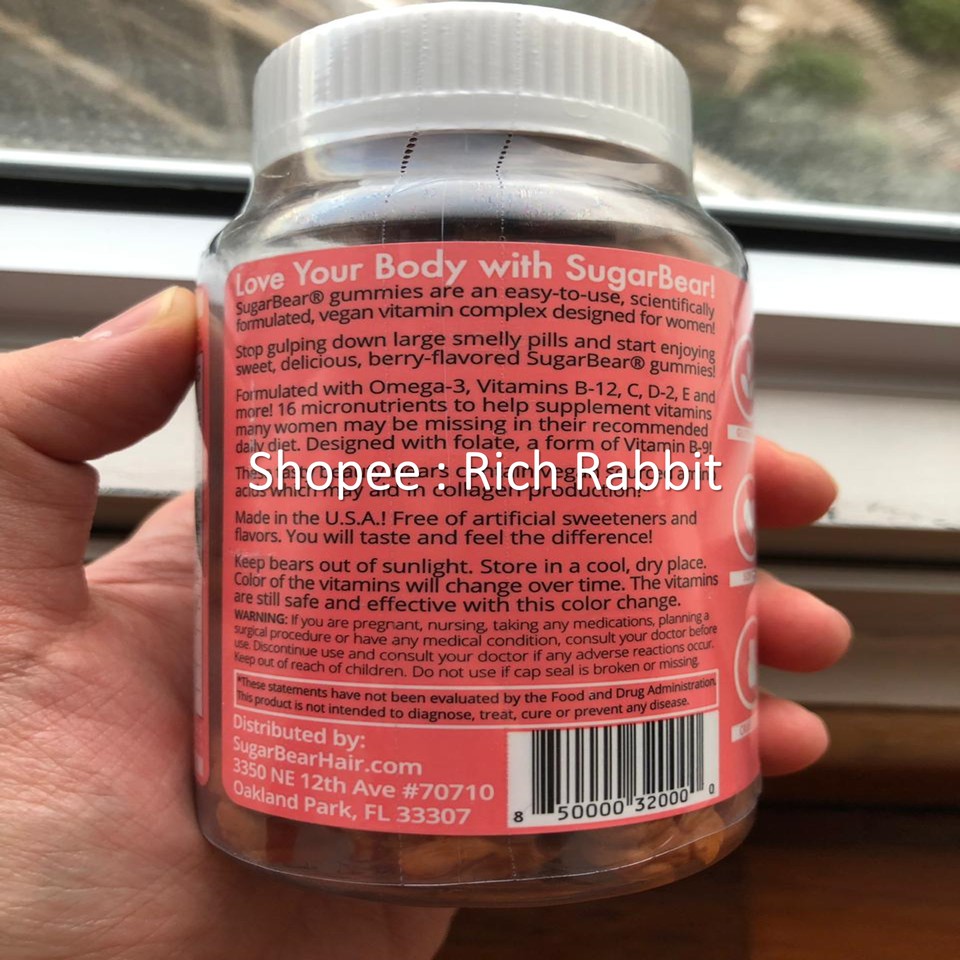 Love Your Body with SugarBear!
SugarBear® gummies are an easy-to-use, scientifically
formulated, vegan vitamin complex designed for women!
Stop gulping down large smelly pills and start enjoying
sweet, delicious, berry-flavored SugarBear® gummies!
Formulated with Omega-3, Vitamins B-12, C, D-2, E and
more! 16 micronutrients to help supplement vitamins
many women may be missing in their recommended
daily diet. Designed with folate, a form of Vitamin B-9!
Shopee : Rich Rabbit
which may aid in collagen production!
Made in the U.S.A.! Free of artificial sweeteners and
flavors. You will taste and feel the difference!
Keep bears out of sunlight. Store in a cool, dry place.
Color of the vitamins will change over time. The vitamins
are still safe and effective with this color change.
WARNING: If you are pregnant, nursing, taking any medications, planning a
surgical procedure or have any medical condition, consult your doctor before
use. Discontinue use and consult your doctor if any adverse reactions occur.
Keep out of reach of children. Do not use if cap seal is broken or missing.
*These statements have not been evaluated by the Food and Drug Administration.
This product is not intended to diagnose, treat, cure or prevent any disease.
Distributed by:
SugarBearHair.com
3350 NE 12th Ave #70710
Oakland Park, FL 33307
8 50000 32000 0